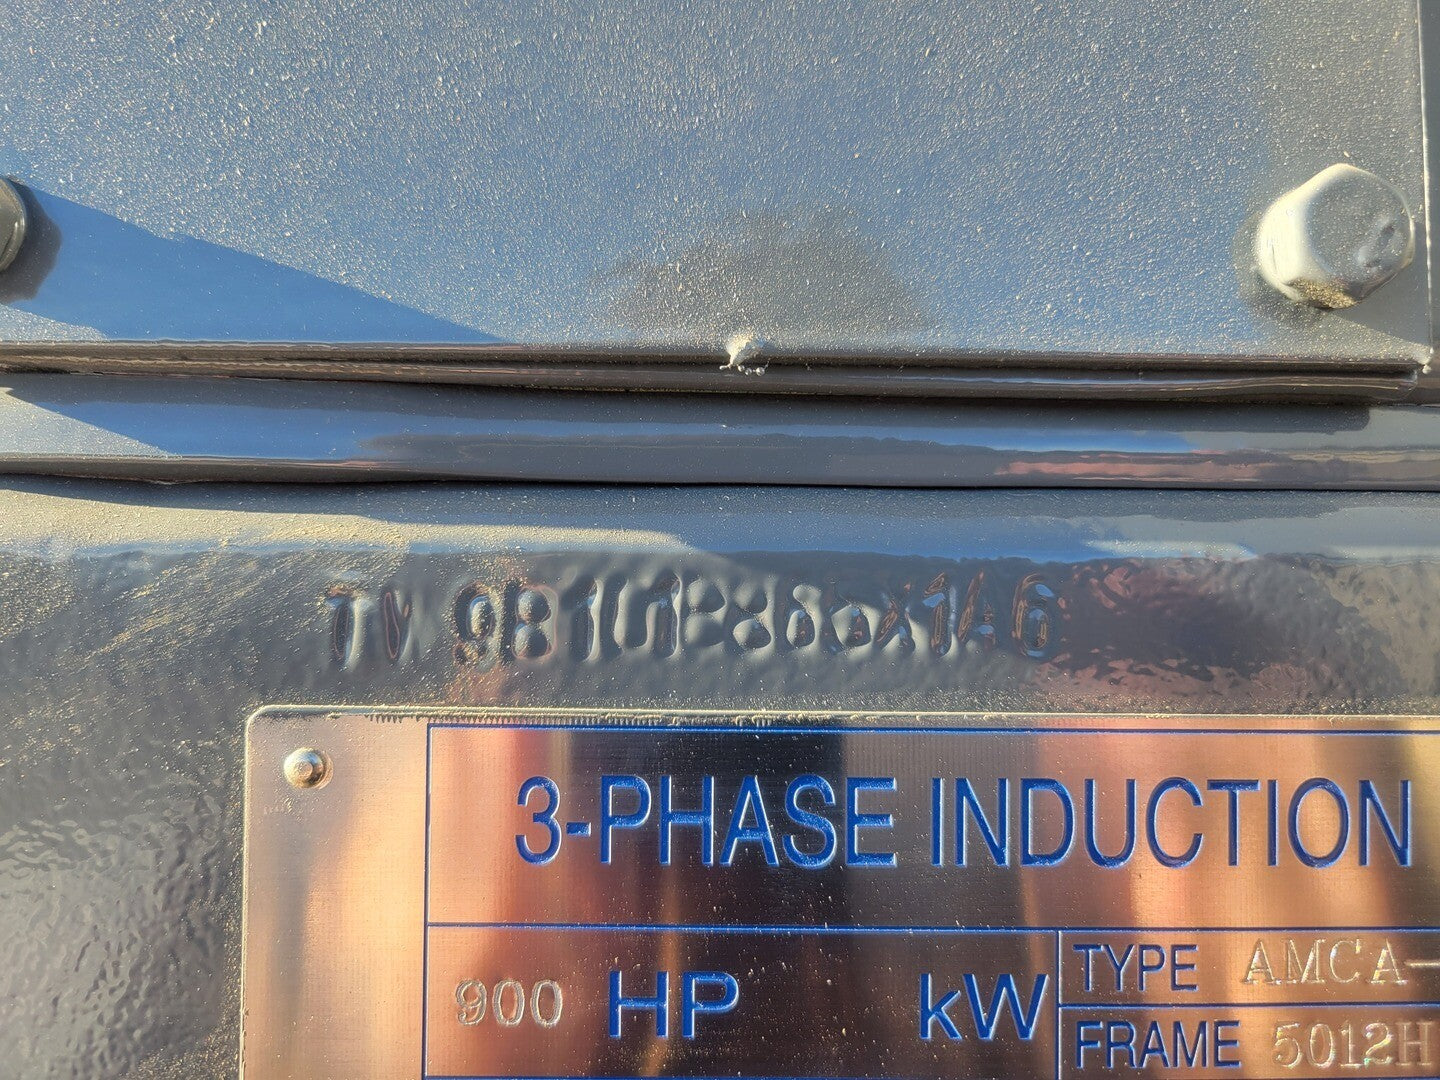 3-PHASE INDUCTION
900 HP kW
TYPE AMCA-
FRAME 5012H